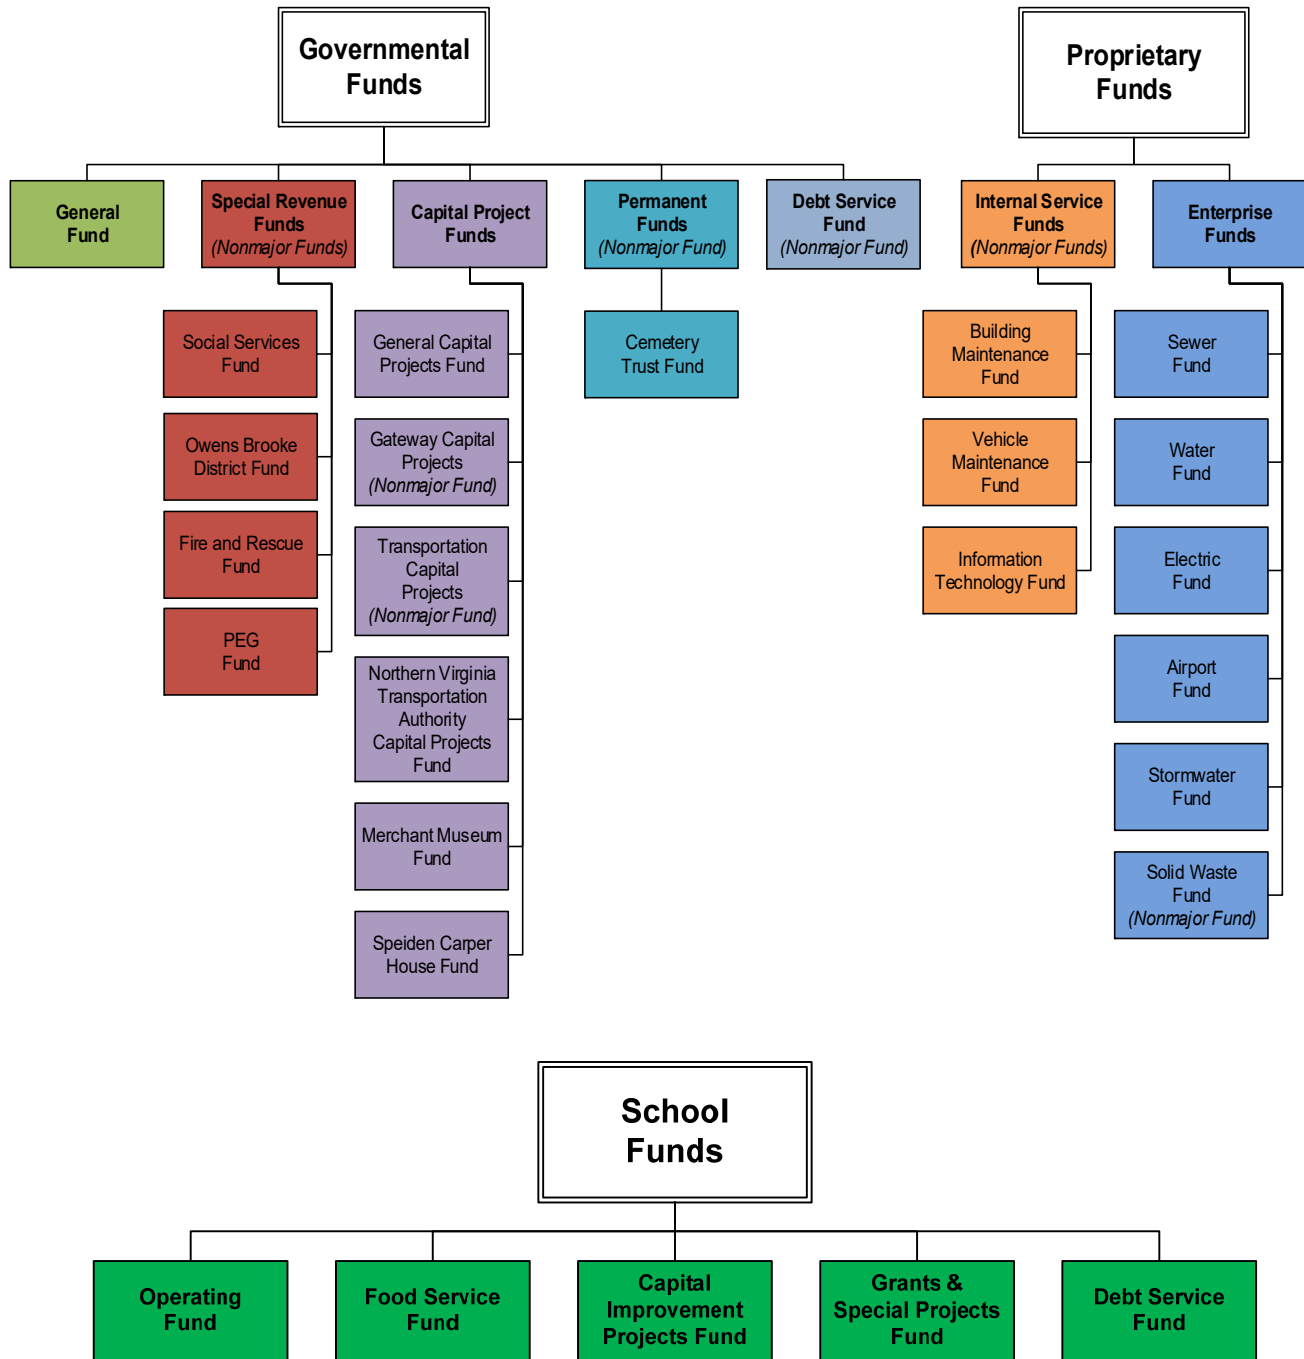 Governmental
Funds
Proprietary
Funds
General
Fund
Special Revenue
Funds
(Nonmajor Funds)
Capital Project
Funds
Permanent
Funds
(Nonmajor Fund)
Debt Service
Fund
(Nonmajor Fund)
Internal Service
Funds
(Nonmajor Funds)
Enterprise
Funds
Social Services
Fund
Owens Brooke
District Fund
Fire and Rescue
Fund
PEG
Fund
General Capital
Projects Fund
Gateway Capital
Projects
(Nonmajor Fund)
Transportation
Capital
Projects
(Nonmajor Fund)
Northern Virginia
Transportation
Authority
Capital Projects
Fund
Merchant Museum
Fund
Speiden Carper
House Fund
Cemetery
Trust Fund
Building
Maintenance
Fund
Vehicle
Maintenance
Fund
Information
Technology Fund
Sewer
Fund
Water
Fund
Electric
Fund
Airport
Fund
Stormwater
Fund
Solid Waste
Fund
(Nonmajor Fund)
School
Funds
Operating
Fund
Food Service
Fund
Capital
Improvement
Projects Fund
Grants &
Special Projects
Fund
Debt Service
Fund